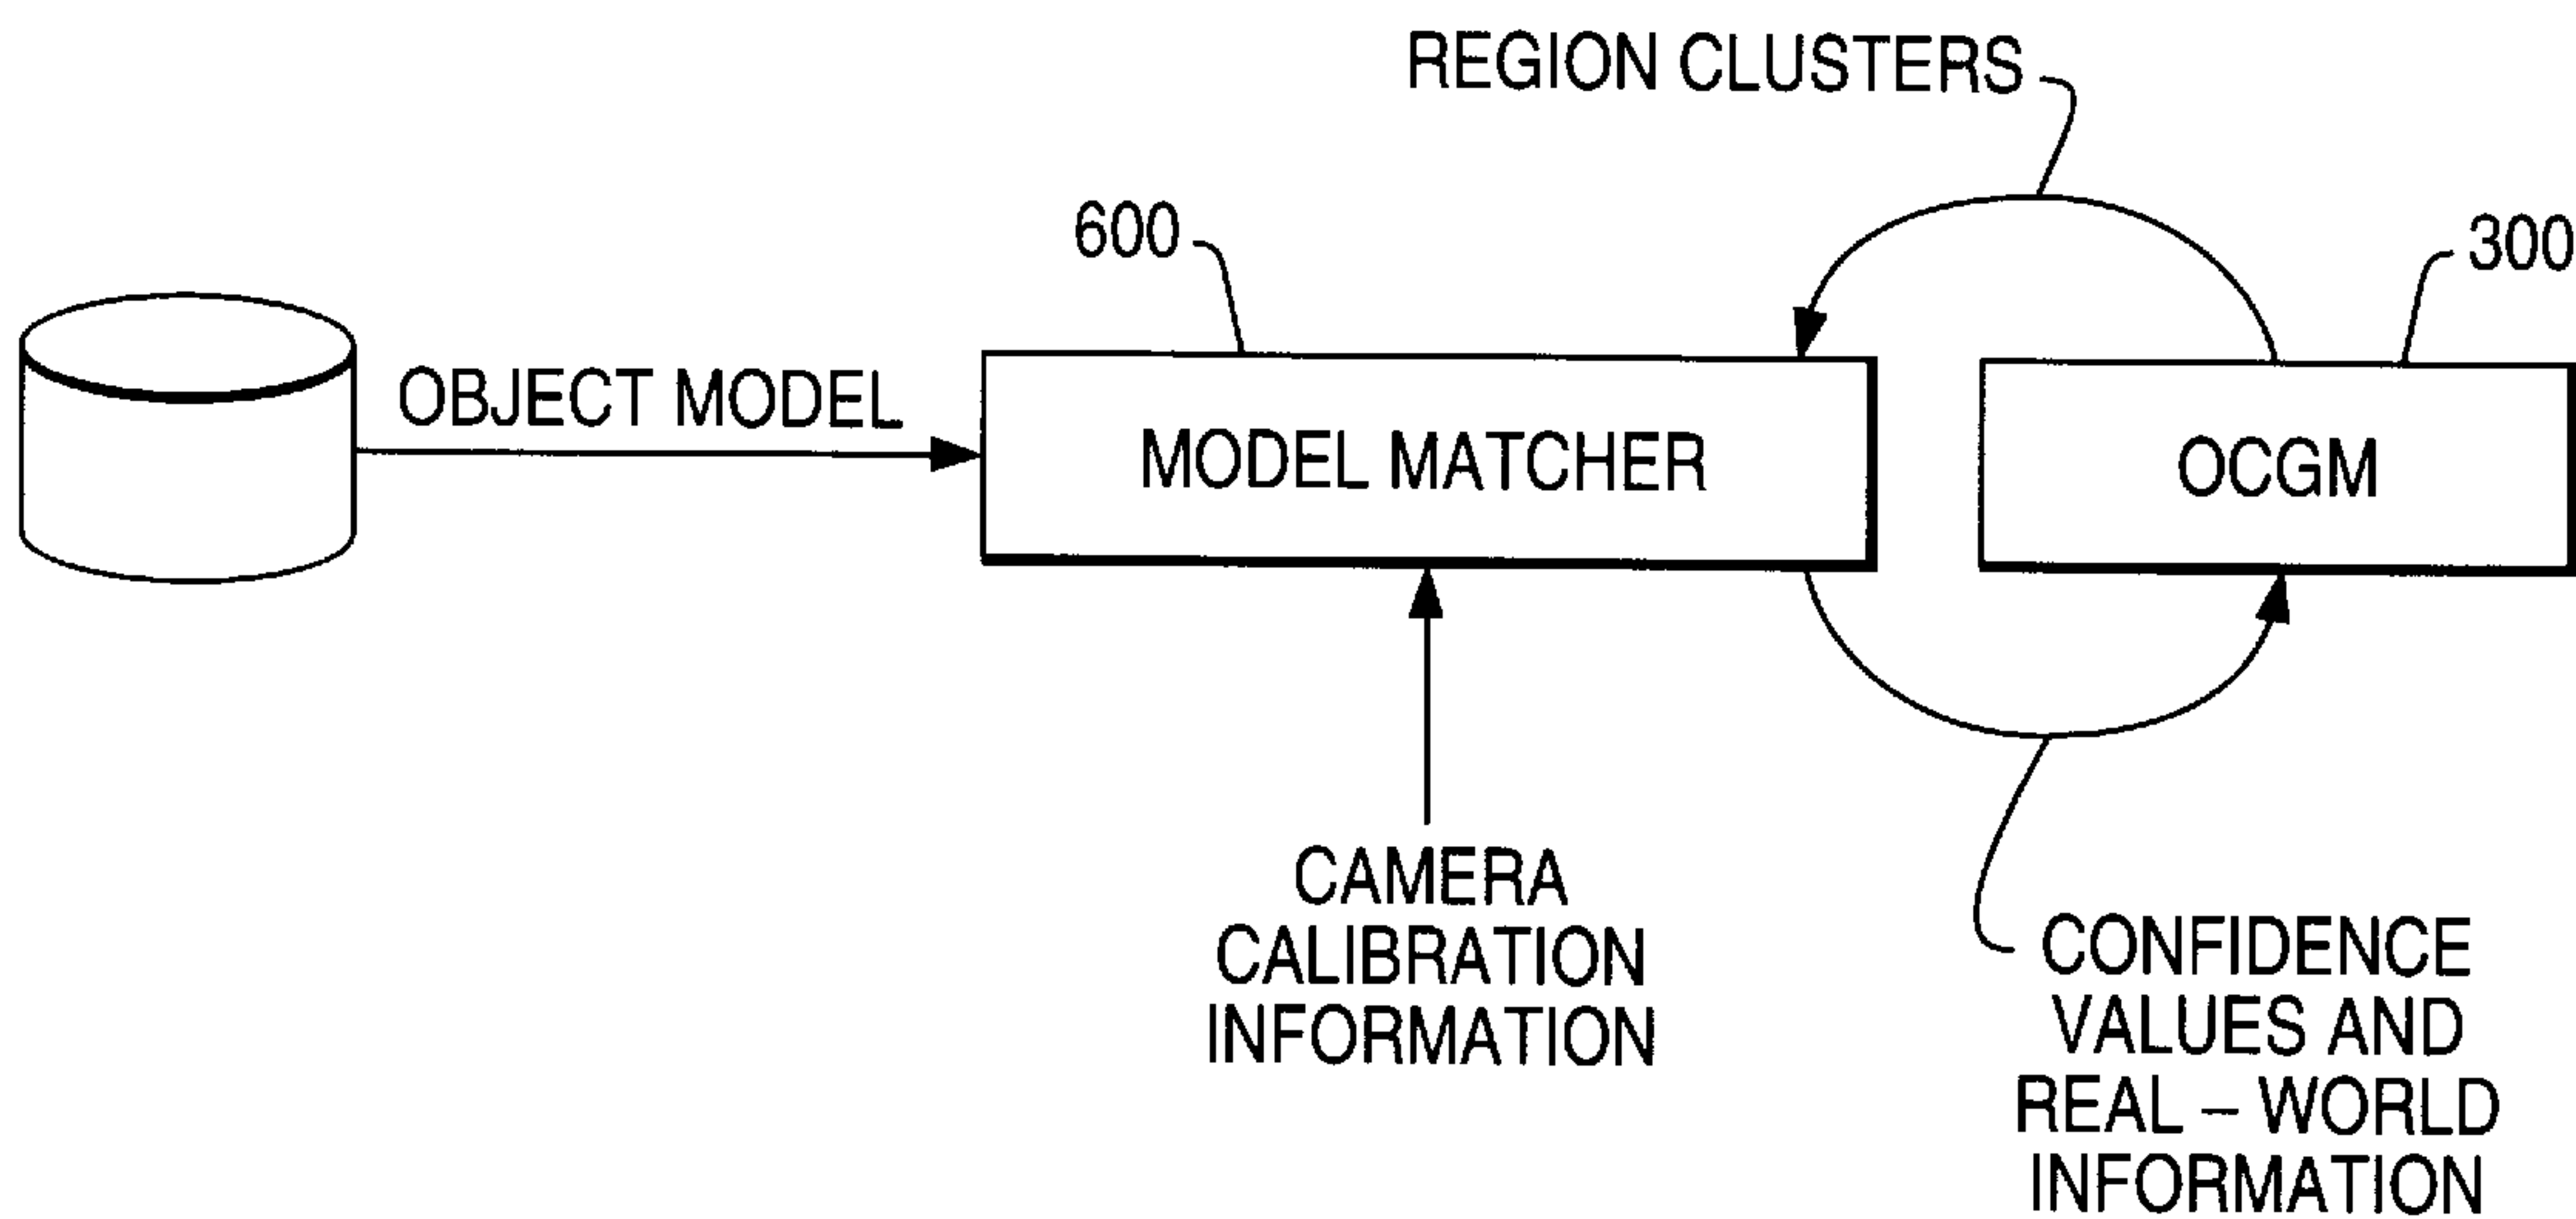 REGION CLUSTERS
600
300
OBJECT MODEL
MODEL MATCHER
OCGM
CAMERA
CALIBRATION
INFORMATION
CONFIDENCE
VALUES AND
REAL – WORLD
INFORMATION